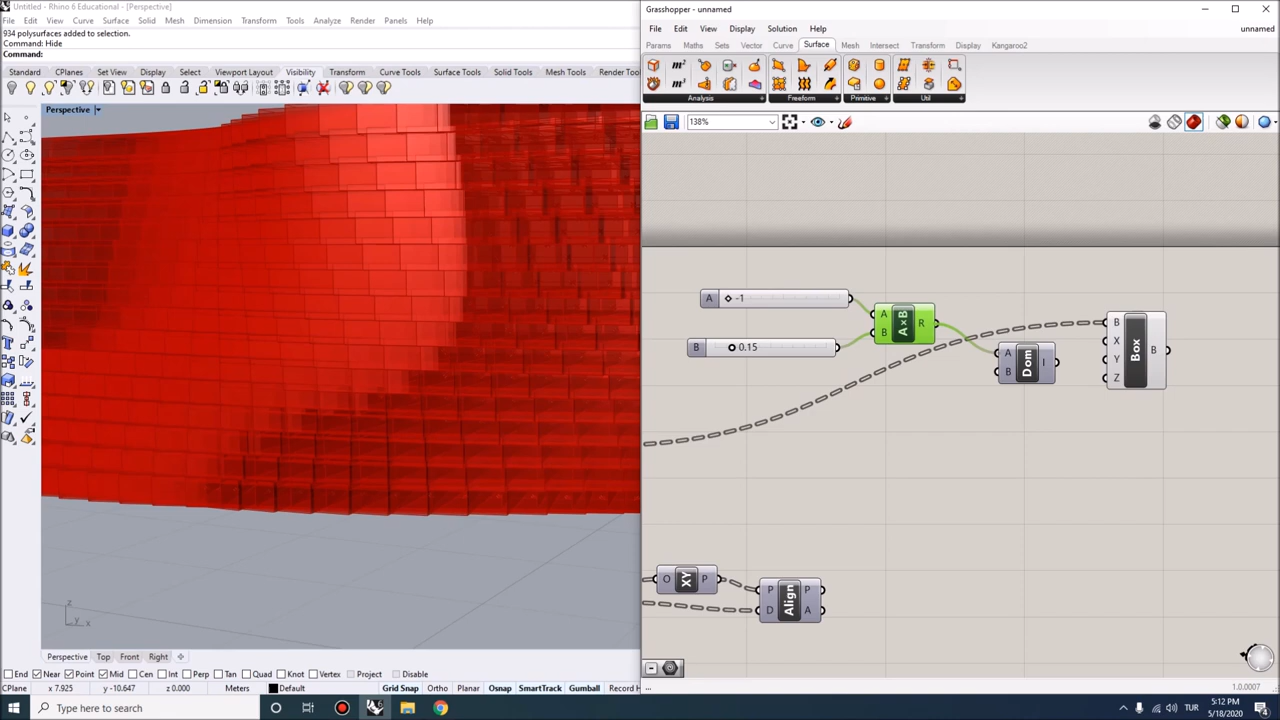 Untitled - Rhino 6 Educational - [Perspective]
File Edit View Curve Surface Solid Mesh Dimension Transform Tools Analyze Render Panels Help
934 polysurfaces added to selection.
Command: Hide
Command:
Standard CPlanes Set View Display Select Viewport Layout Visibility Transform Curve Tools Surface Tools Solid Tools Mesh Tools Render Too
Perspective
z
y x
Perspective Top Front Right
End Near Point Mid Cen Int Perp Tan Quad Knot Vertex Project Disable
CPlane x 7.925 y -10.647 z 0.000 Meters Default Grid Snap Ortho Planar Osnap SmartTrack Gumball Record H
Grasshopper - unnamed
File Edit View Display Solution Help unnamed
Params Maths Sets Vector Curve Surface Mesh Intersect Transform Display Kangaroo2
m² m³
Analysis Freeform Primitive Util
138%
A -1
B 0.15
A B A×B R
A B Dom I
B X Y Z Box B
O XY P
P D Align P A
... 1.0.0007
Type here to search
TUR
5:12 PM
5/18/2020
4